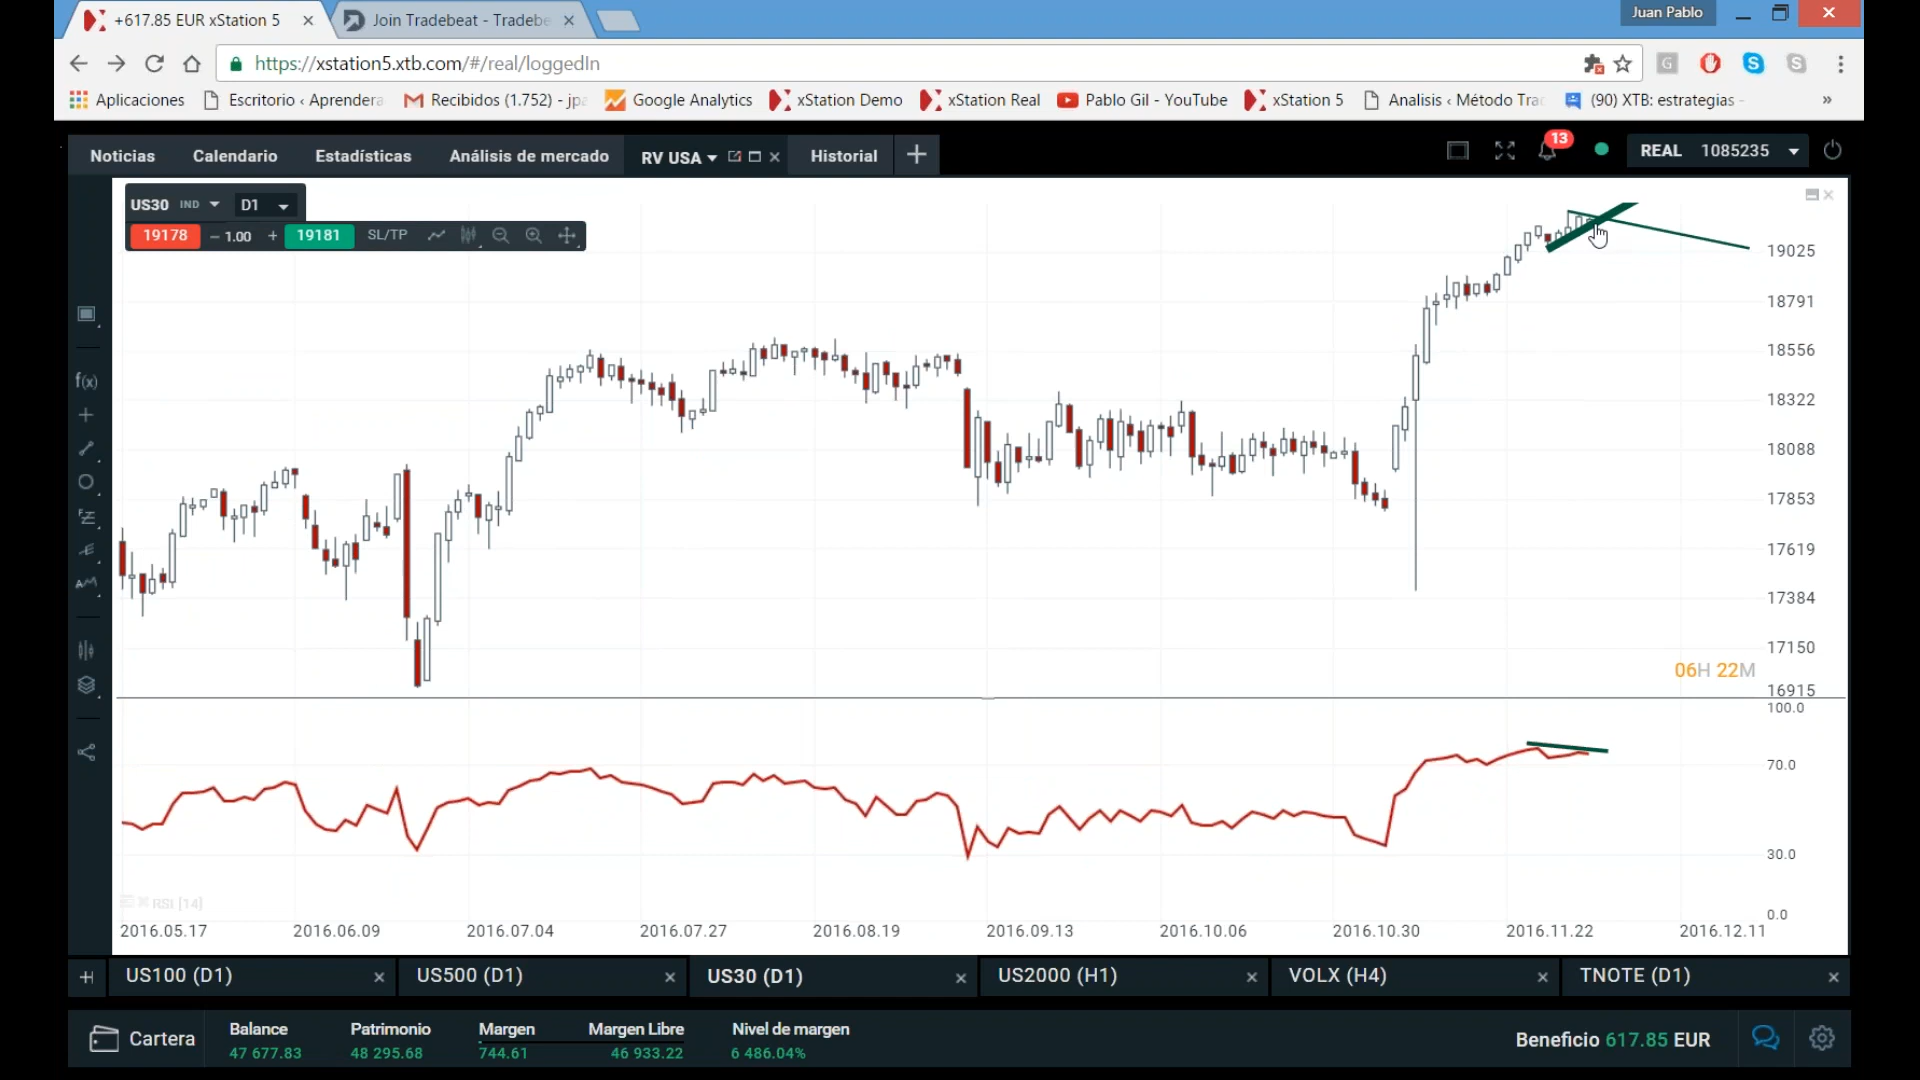 +617.85 EUR xStation 5
Join Tradebeat - Tradebe
Juan Pablo
https://xstation5.xtb.com/#/real/loggedIn
Aplicaciones
Escritorio ‹ Aprendera
Recibidos (1.752) - jpa
Google Analytics
xStation Demo
xStation Real
Pablo Gil - YouTube
xStation 5
Analisis ‹ Método Tra
(90) XTB: estrategias -
»
Noticias
Calendario
Estadísticas
Análisis de mercado
RV USA
Historial
13
REAL 1085235
US30 IND D1
19178 – 1.00 + 19181 SL/TP
f(x)
19025
18791
18556
18322
18088
17853
17619
17384
17150
16915
06H 22M
100.0
70.0
30.0
0.0
RSI [14]
2016.05.17
2016.06.09
2016.07.04
2016.07.27
2016.08.19
2016.09.13
2016.10.06
2016.10.30
2016.11.22
2016.12.11
US100 (D1)
US500 (D1)
US30 (D1)
US2000 (H1)
VOLX (H4)
TNOTE (D1)
Cartera
Balance
47 677.83
Patrimonio
48 295.68
Margen
744.61
Margen Libre
46 933.22
Nivel de margen
6 486.04%
Beneficio 617.85 EUR